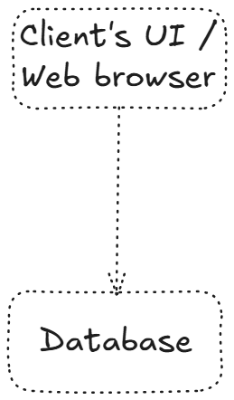 Client's UI /
Web browser
Database